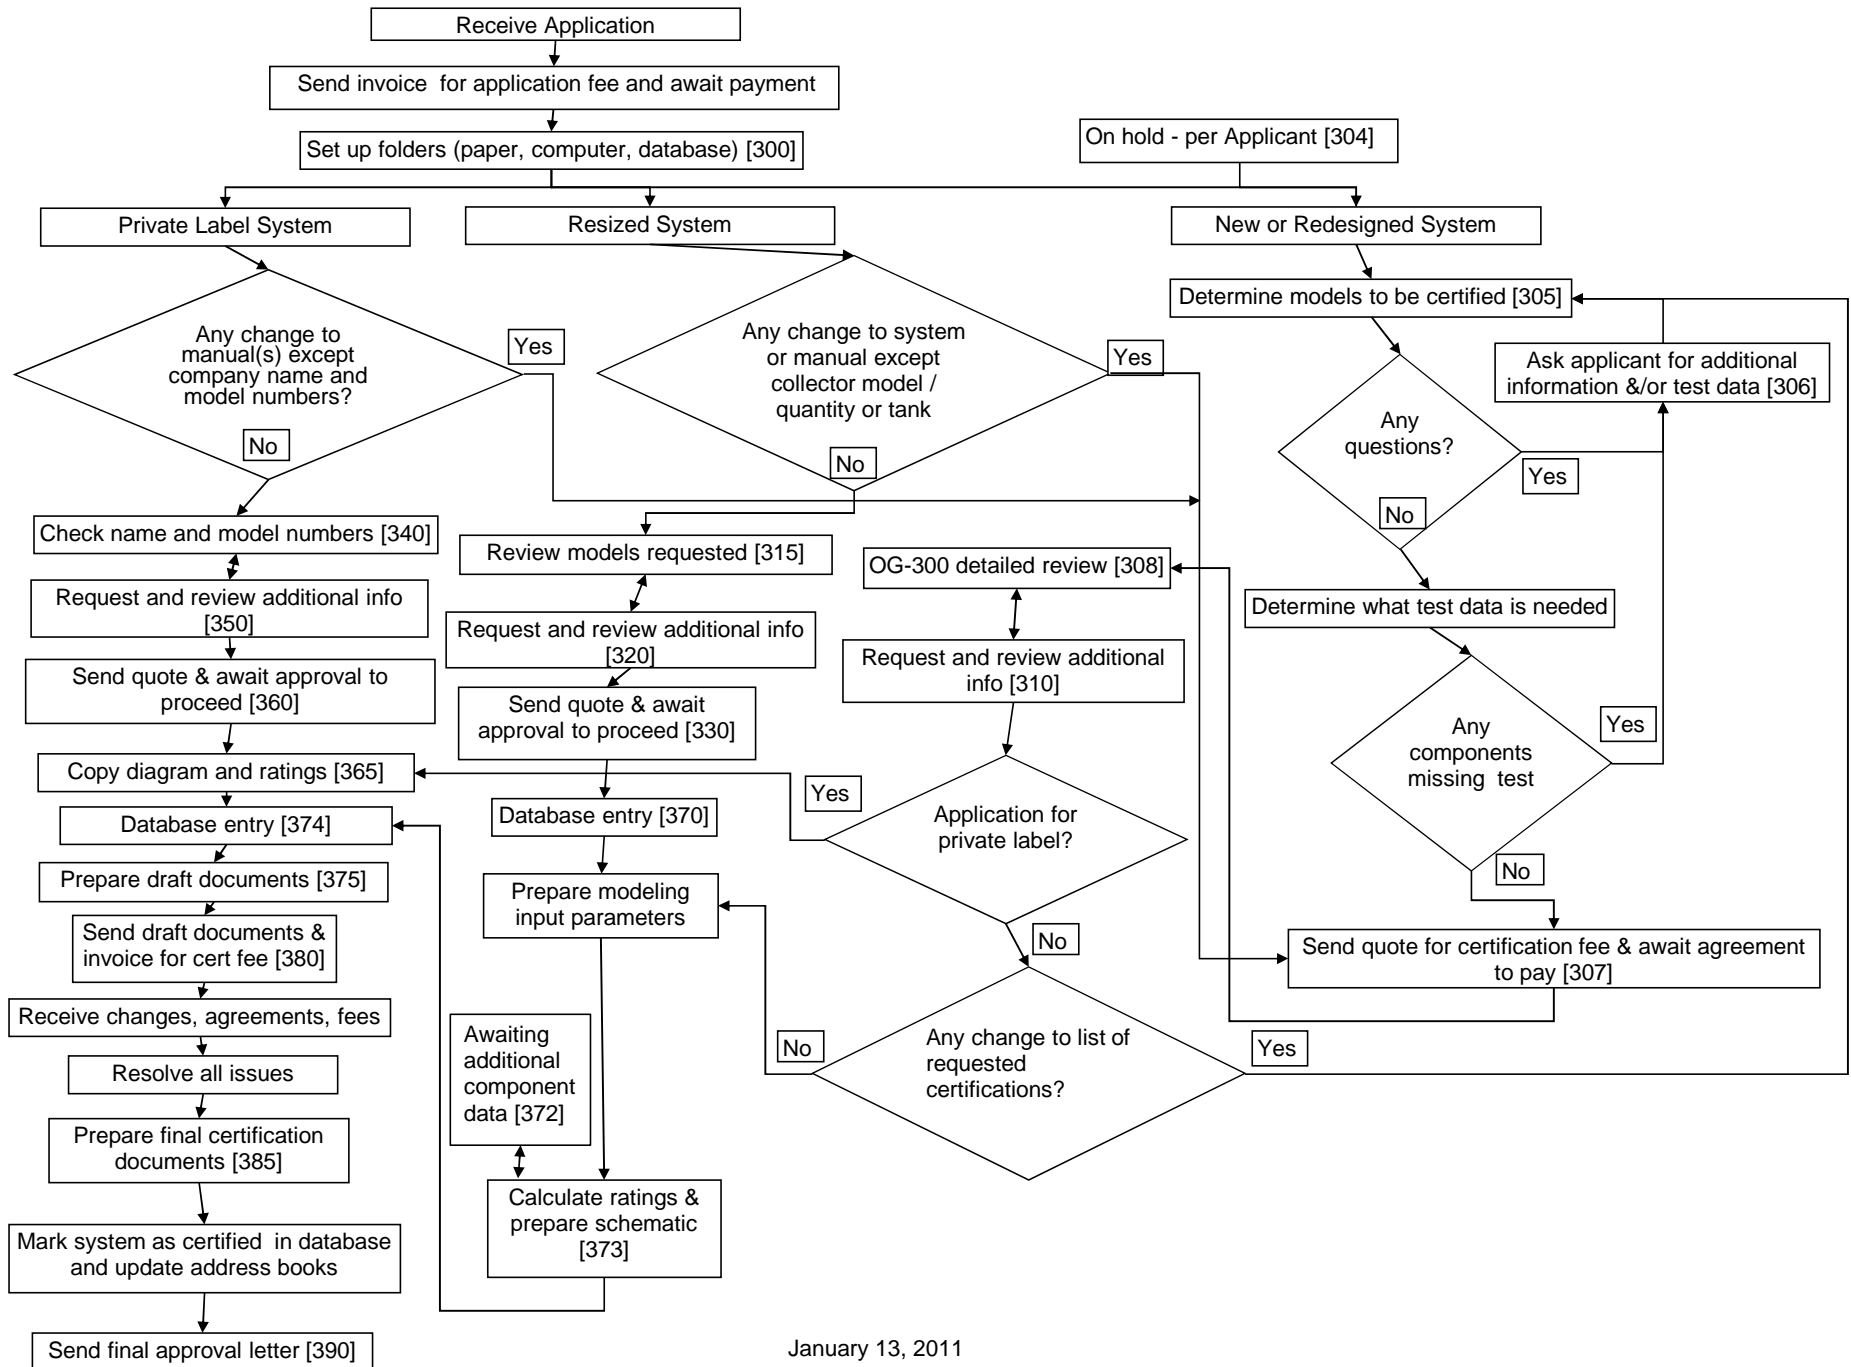 Receive Application
Send invoice  for application fee and await payment
Set up folders (paper, computer, database) [300]
On hold - per Applicant [304]
Private Label System
Resized System
New or Redesigned System
Any change to
manual(s) except
company name and
model numbers?
Yes
No
Any change to system
or manual except
collector model /
quantity or tank
Yes
No
Determine models to be certified [305]
Ask applicant for additional
information &/or test data [306]
Any
questions?
Yes
No
Check name and model numbers [340]
Request and review additional info
[350]
Send quote & await approval to
proceed [360]
Copy diagram and ratings [365]
Database entry [374]
Prepare draft documents [375]
Send draft documents &
invoice for cert fee [380]
Receive changes, agreements, fees
Resolve all issues
Prepare final certification
documents [385]
Mark system as certified  in database
and update address books
Send final approval letter [390]
Review models requested [315]
Request and review additional info
[320]
Send quote & await
approval to proceed [330]
Database entry [370]
Prepare modeling
input parameters
Awaiting
additional
component
data [372]
Calculate ratings &
prepare schematic
[373]
OG-300 detailed review [308]
Request and review additional
info [310]
Yes
Application for
private label?
No
No
Any change to list of
requested
certifications?
Yes
Determine what test data is needed
Any
components
missing  test
Yes
No
Send quote for certification fee & await agreement
to pay [307]
January 13, 2011